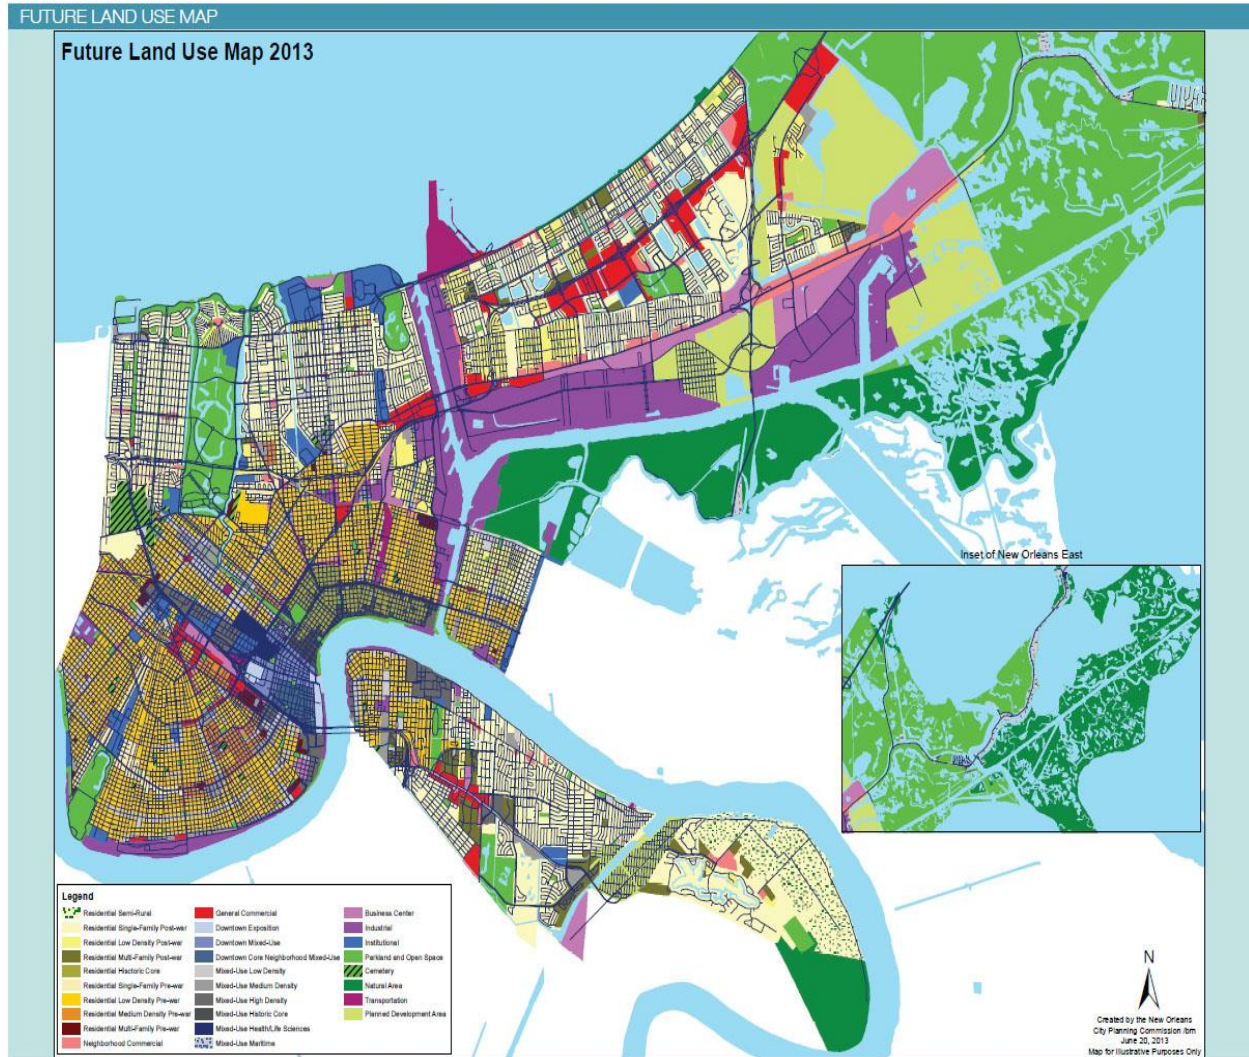 FUTURE LAND USE MAP
Future Land Use Map 2013
Inset of New Orleans East
Legend
Residential Semi-Rural
Residential Single-Family Post-war
Residential Low Density Post-war
Residential Multi-Family Post-war
Residential Hisctoric Core
Residential Single-Family Pre-war
Residential Low Density Pre-war
Residential Medium Density Pre-war
Residential Multi-Family Pre-war
Neighborhood Commercial
General Commercial
Downtown Exposition
Downtown Mixed-Use
Downtown Core Neighborhood Mixed-Use
Mixed-Use Low Density
Mixed-Use Medium Density
Mixed-Use High Density
Mixed-Use Historic Core
Mixed-Use Health/Life Sciences
Mixed-Use Maritime
Business Center
Industrial
Institutional
Parkland and Open Space
Cemetery
Natural Area
Transportation
Planned Development Area
N
Created by the New Orleans
City Planning Commission /brn
June 20, 2013
Map for Illustrative Purposes Only